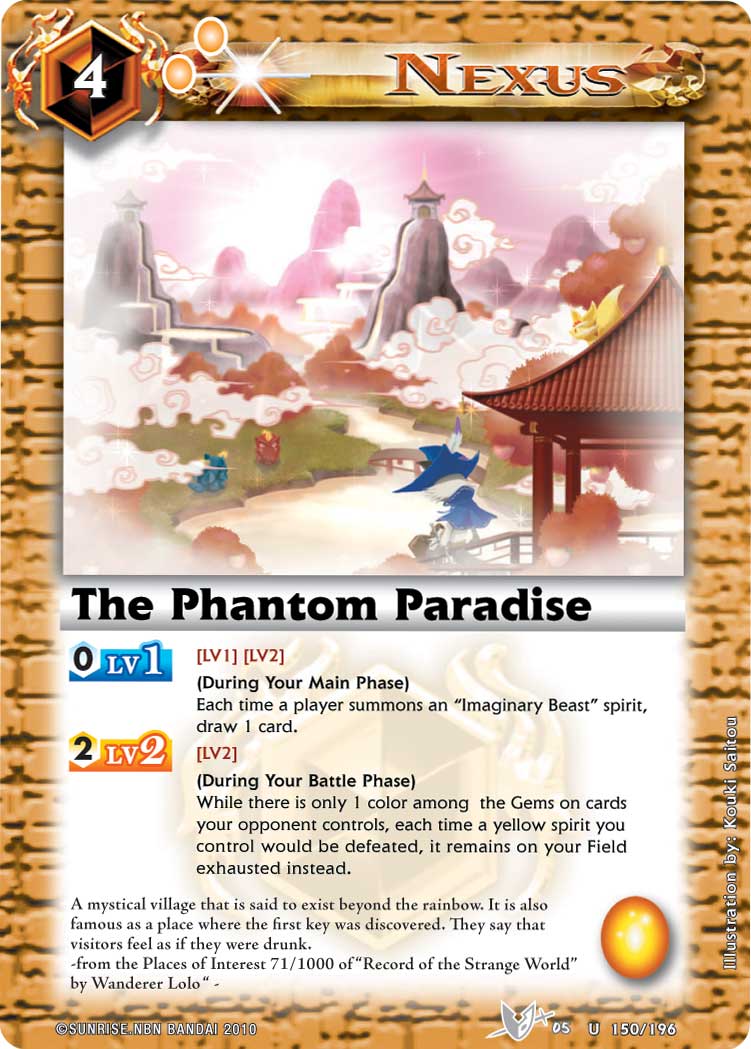 4
NEXUS
The Phantom Paradise
0 LV1
[LV1] [LV2]
(During Your Main Phase)
Each time a player summons an “Imaginary Beast” spirit,
draw 1 card.
2 LV2
[LV2]
(During Your Battle Phase)
While there is only 1 color among the Gems on cards
your opponent controls, each time a yellow spirit you
control would be defeated, it remains on your Field
exhausted instead.
A mystical village that is said to exist beyond the rainbow. It is also
famous as a place where the first key was discovered. They say that
visitors feel as if they were drunk.
-from the Places of Interest 71/1000 of “Record of the Strange World”
by Wanderer Lolo“ -
Illustration by: Kouki Saitou
©SUNRISE.NBN BANDAI 2010
05 U 150/196